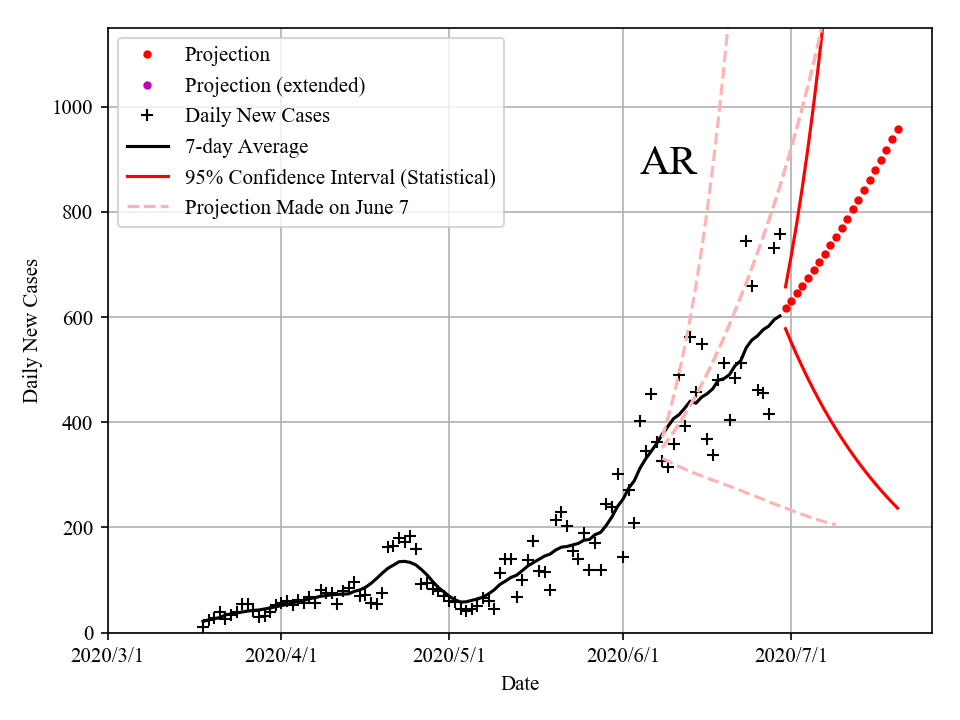 Projection
Projection (extended)
Daily New Cases
7-day Average
95% Confidence Interval (Statistical)
Projection Made on June 7
AR
1000
800
600
400
200
0
Daily New Cases
2020/3/1 2020/4/1 2020/5/1 2020/6/1 2020/7/1
Date